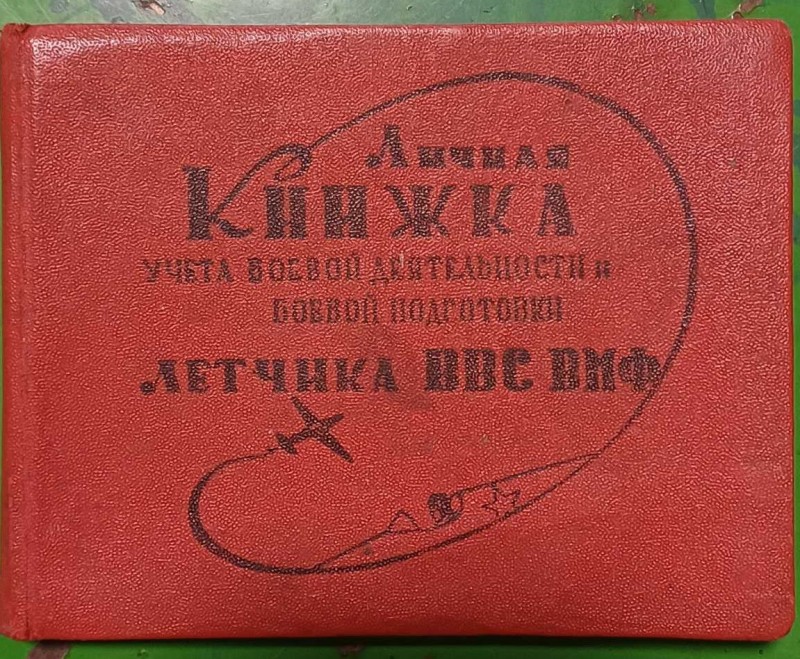 Личная
Книжка
учета боевой деятельности и
боевой подготовки
летчика ВВС ВМФ